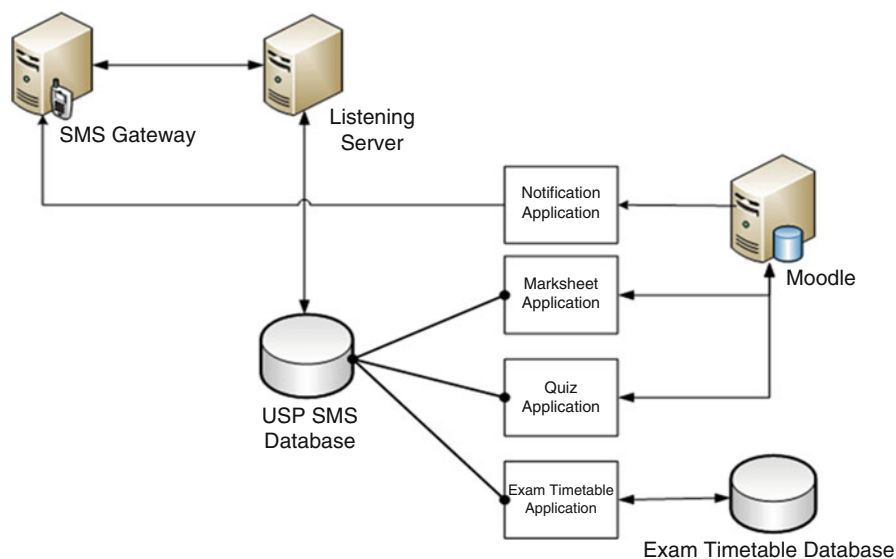 SMS Gateway
Listening
Server
Notification
Application
Moodle
Marksheet
Application
USP SMS
Database
Quiz
Application
Exam Timetable
Application
Exam Timetable Database